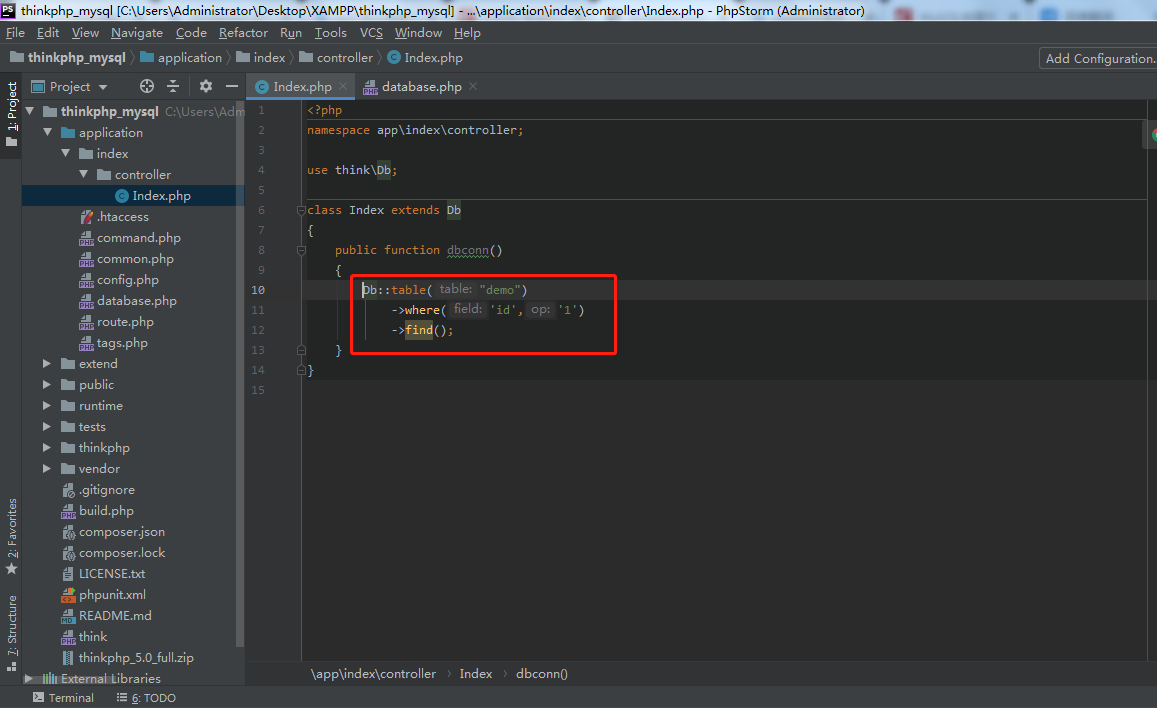 thinkphp_mysql [C:\Users\Administrator\Desktop\XAMPP\thinkphp_mysql] - ...\application\index\controller\Index.php - PhpStorm (Administrator)
File Edit View Navigate Code Refactor Run Tools VCS Window Help
thinkphp_mysql application index controller Index.php Add Configuration.
Project Index.php database.php
1: Project
thinkphp_mysql C:\Users\Adm
application
index
controller
Index.php
.htaccess
command.php
common.php
config.php
database.php
route.php
tags.php
extend
public
runtime
tests
thinkphp
vendor
.gitignore
build.php
composer.json
composer.lock
LICENSE.txt
phpunit.xml
README.md
think
thinkphp_5.0_full.zip
External Libraries
2: Favorites
7: Structure
1 <?php
2 namespace app\index\controller;
3
4 use think\Db;
5
6 class Index extends Db
7 {
8 public function dbconn()
9 {
10 Db::table( table: "demo")
11 ->where( field: 'id', op: '1')
12 ->find();
13 }
14 }
15
\app\index\controller › Index › dbconn()
Terminal 6: TODO